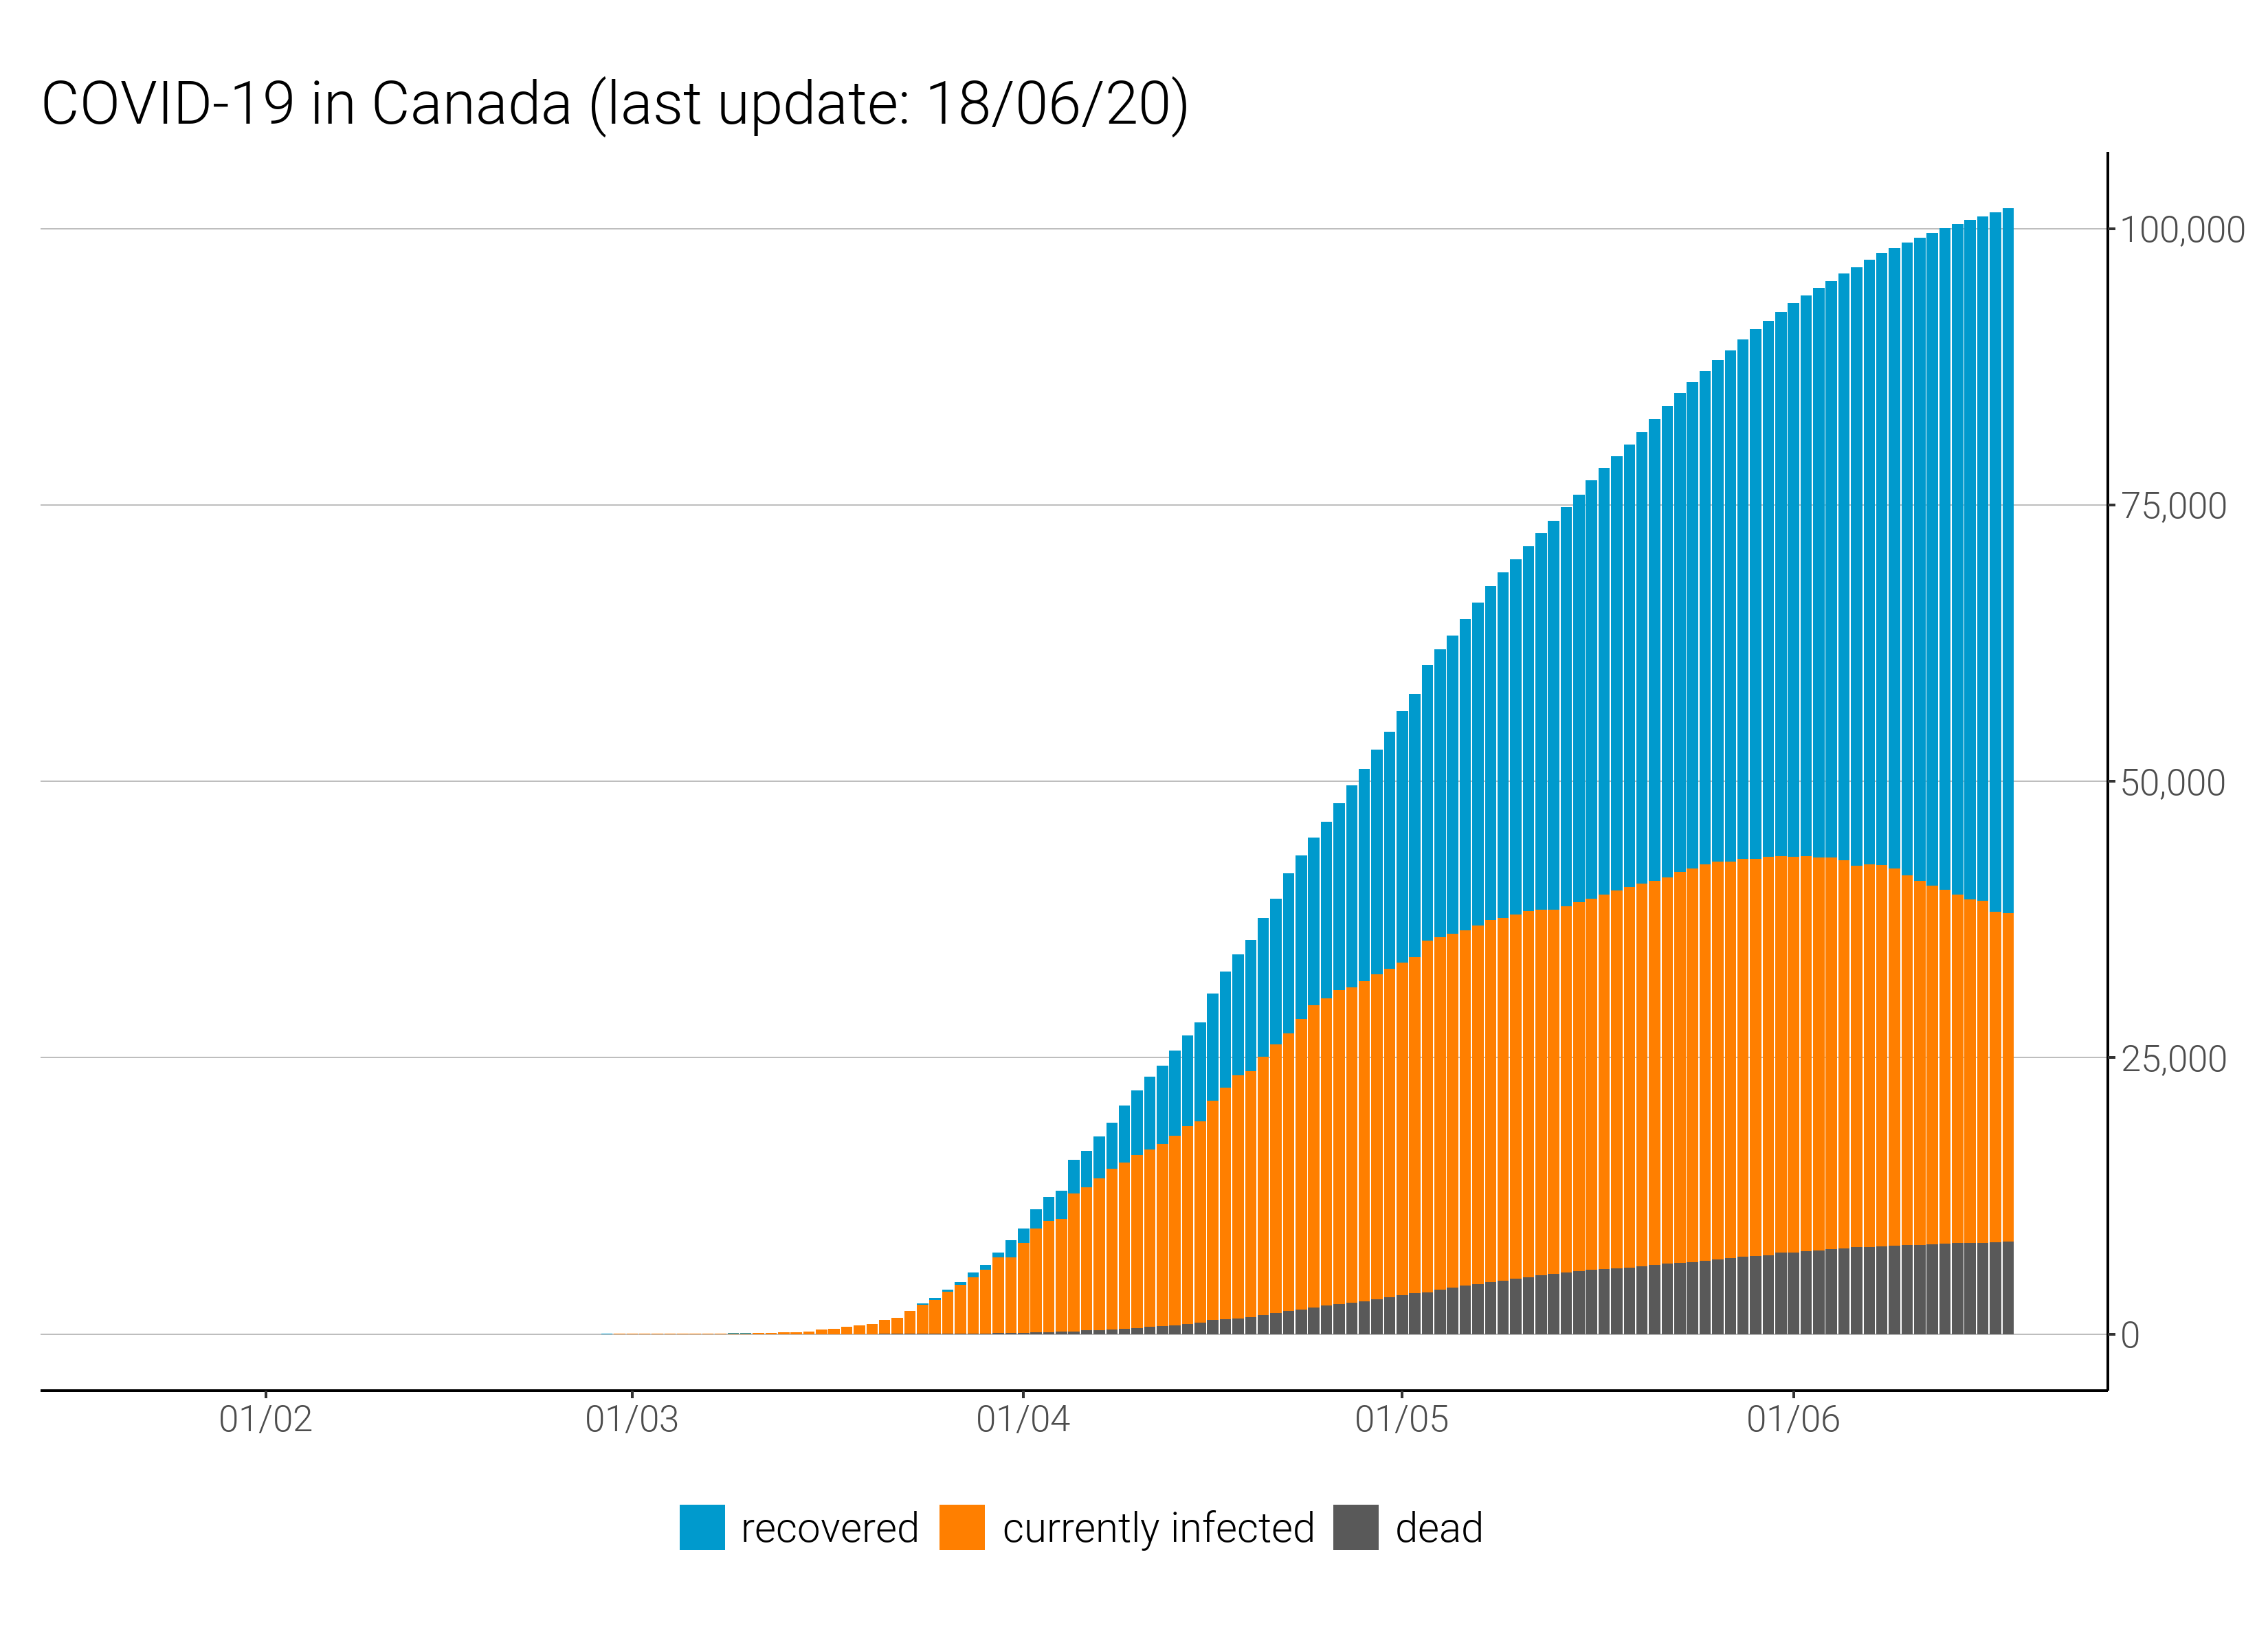 COVID-19 in Canada (last update: 18/06/20)
100,000
75,000
50,000
25,000
0
01/02 01/03 01/04 01/05 01/06
recovered currently infected dead